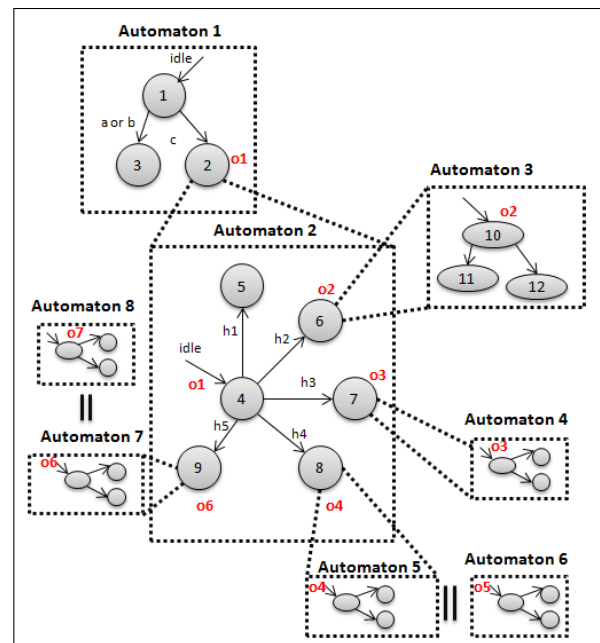 Automaton 1
idle
1
a or b
c
3
2
o1
Automaton 3
o2
10
11
12
Automaton 2
o2
5
6
h1
h2
idle
o1
4
h3
o3
7
h5
h4
9
8
o6
o4
Automaton 8
o7
Automaton 7
o6
Automaton 4
o3
Automaton 5
o4
Automaton 6
o5